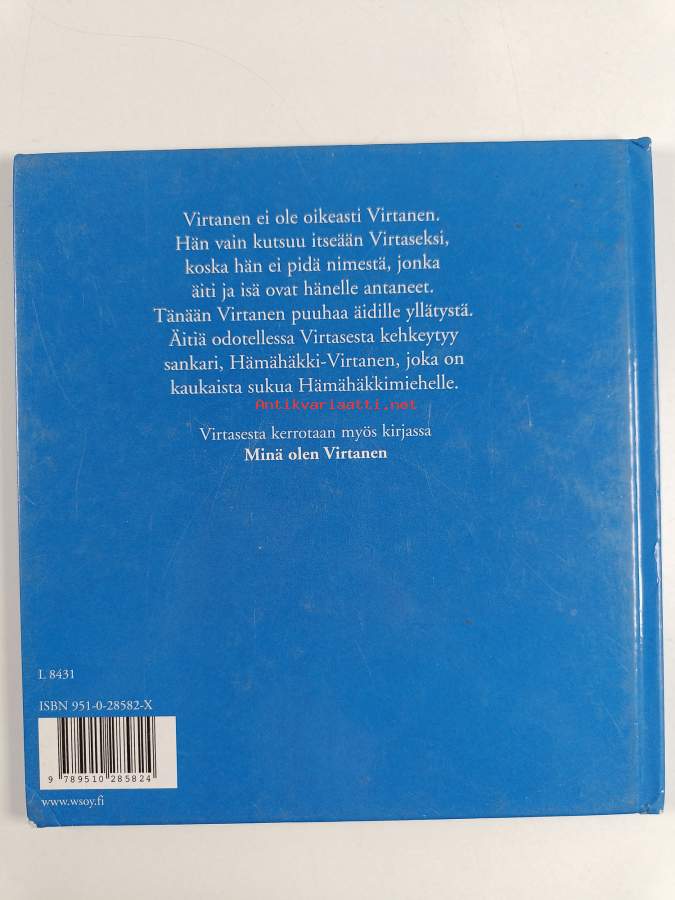 Virtanen ei ole oikeasti Virtanen.
Hän vain kutsuu itseään Virtaseksi,
koska hän ei pidä nimestä, jonka
äiti ja isä ovat hänelle antaneet.
Tänään Virtanen puuhaa äidille yllätystä.
Äitiä odotellessa Virtasesta kehkeytyy
sankari, Hämähäkki-Virtanen, joka on
kaukaista sukua Hämähäkkimiehelle.
Antikvariaatti.net
Virtasesta kerrotaan myös kirjassa
Minä olen Virtanen
L 8431
ISBN 951-0-28582-X
9 789510 285824
www.wsoy.fi